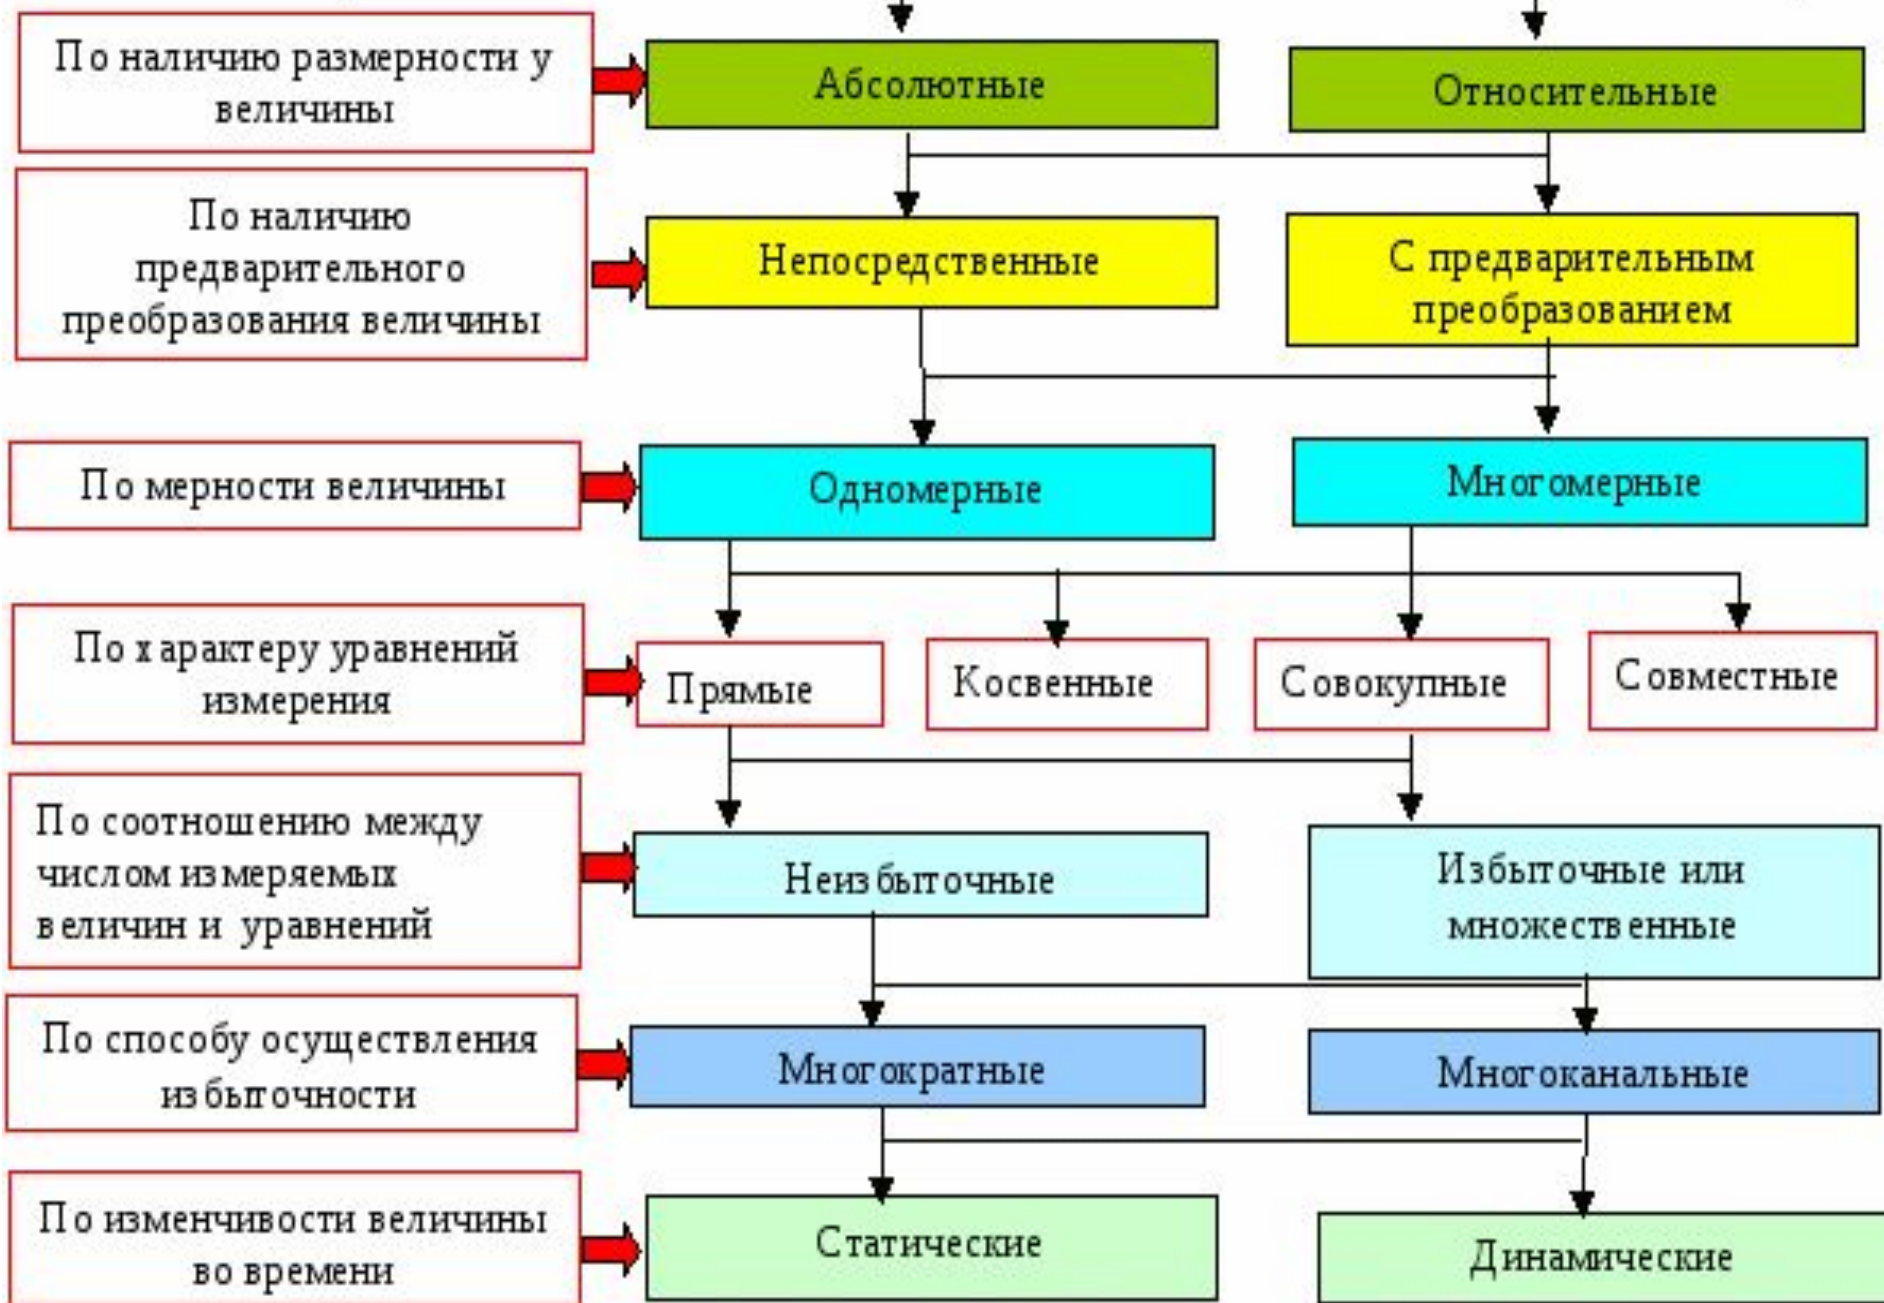 По наличию размерности у
величины
Абсолютные
Относительные
По наличию
предварительного
преобразования величины
Непосредственные
С предварительным
преобразованием
По мерности величины
Одномерные
Многомерные
По характеру уравнений
измерения
Прямые
Косвенные
Совокупные
Совместные
По соотношению между
числом измеряемых
величин и уравнений
Неизбыточные
Избыточные или
множественные
По способу осуществления
избыточности
Многократные
Многоканальные
По изменчивости величины
во времени
Статические
Динамические